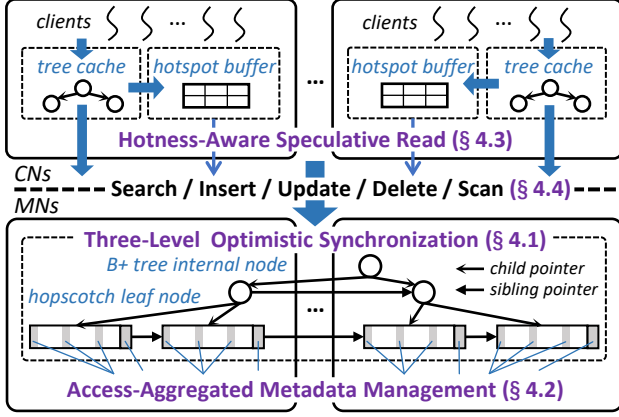 clients ... clients ...
tree cache hotspot buffer ... hotspot buffer tree cache
Hotness-Aware Speculative Read (§ 4.3)
CNs
Search / Insert / Update / Delete / Scan (§ 4.4)
MNs
Three-Level Optimistic Synchronization (§ 4.1)
B+ tree internal node
child pointer
hopscotch leaf node
...
sibling pointer
Access-Aggregated Metadata Management (§ 4.2)